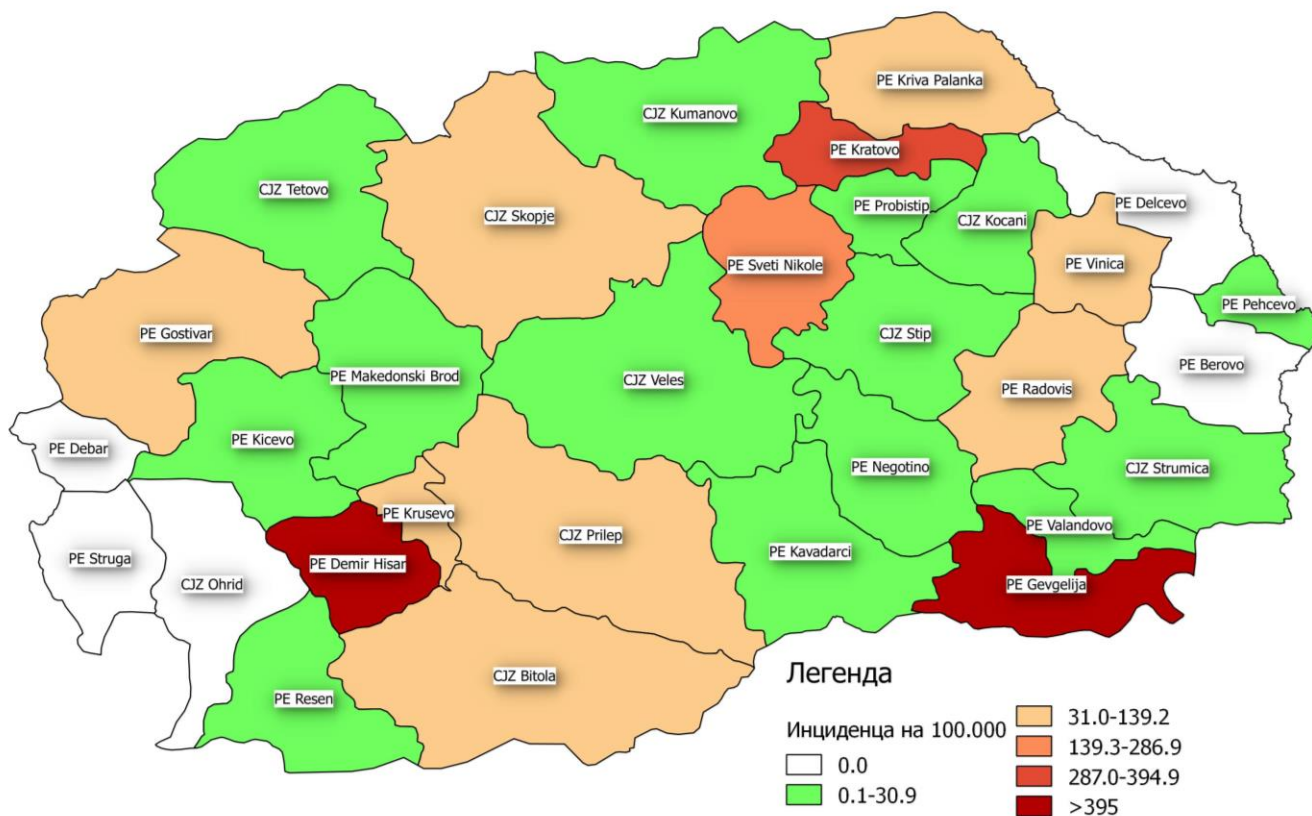 PE Kriva Palanka
CJZ Kumanovo
PE Kratovo
CJZ Tetovo
CJZ Skopje
PE Probistip
PE Delcevo
CJZ Kocani
PE Sveti Nikole
PE Vinica
PE Pehcevo
PE Gostivar
CJZ Stip
PE Makedonski Brod
PE Berovo
CJZ Veles
PE Radovis
PE Kicevo
PE Debar
PE Negotino
CJZ Strumica
PE Krusevo
PE Valandovo
CJZ Prilep
PE Kavadarci
PE Struga
PE Demir Hisar
CJZ Ohrid
PE Gevgelija
CJZ Bitola
PE Resen
Легенда
Инциденца на 100.000
0.0
0.1-30.9
31.0-139.2
139.3-286.9
287.0-394.9
>395